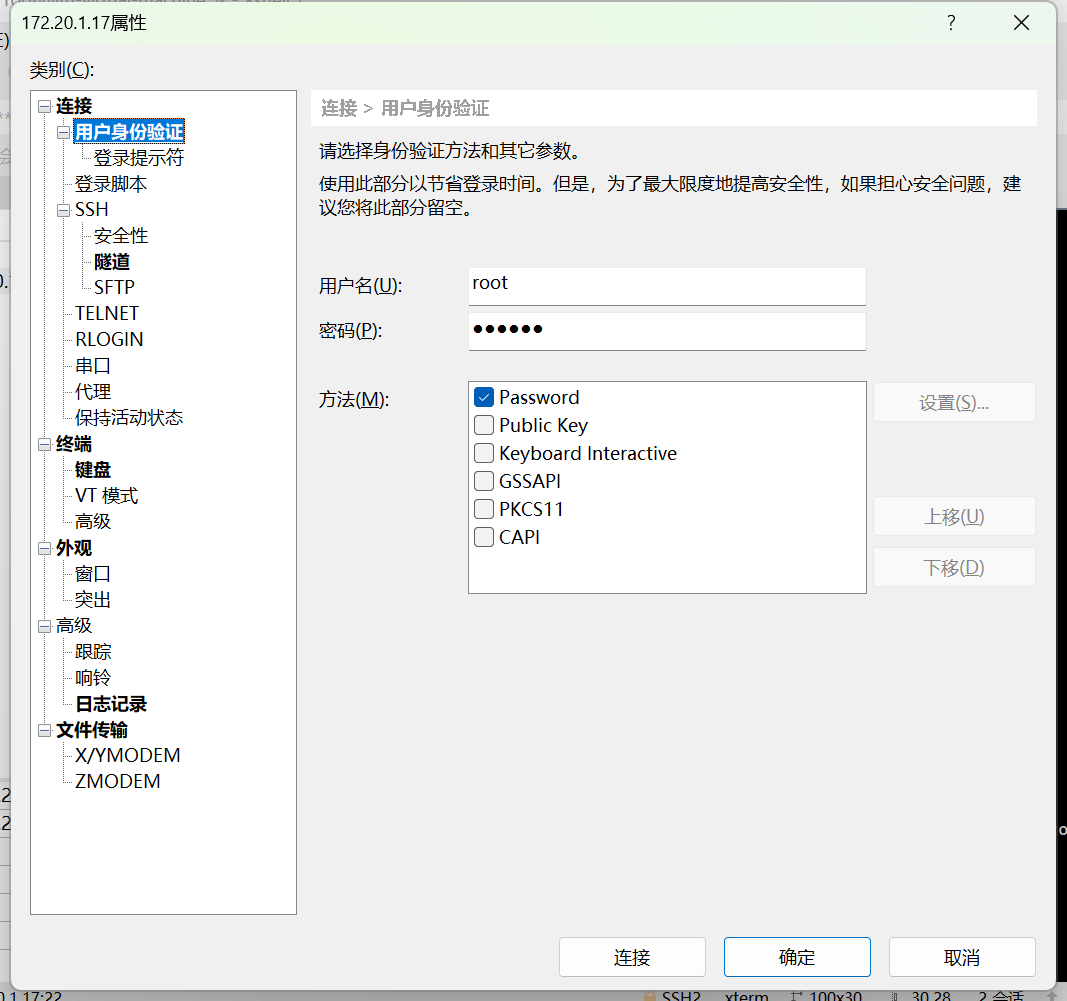 172.20.1.17属性
类别(C):
连接
用户身份验证
登录提示符
登录脚本
SSH
安全性
隧道
SFTP
TELNET
RLOGIN
串口
代理
保持活动状态
终端
键盘
VT 模式
高级
外观
窗口
突出
高级
跟踪
响铃
日志记录
文件传输
X/YMODEM
ZMODEM
连接 > 用户身份验证
请选择身份验证方法和其它参数。
使用此部分以节省登录时间。但是，为了最大限度地提高安全性，如果担心安全问题，建
议您将此部分留空。
用户名(U):
root
密码(P):
●●●●●●
方法(M):
Password
Public Key
Keyboard Interactive
GSSAPI
PKCS11
CAPI
设置(S)...
上移(U)
下移(D)
连接
确定
取消
0.1.17:22
SSH2
xterm
100x30
30,28
2 会话